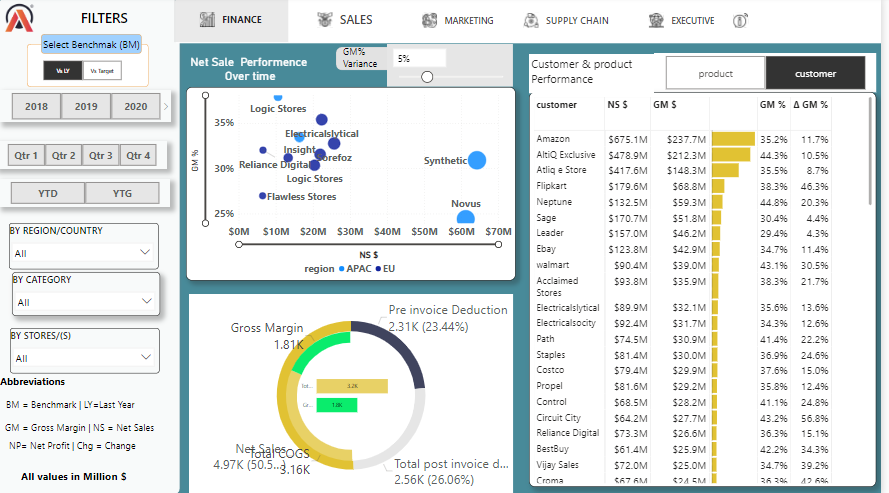 FILTERS
Select Benchmak (BM)
Vs LY
Vs Target
2018
2019
2020
Qtr 1
Qtr 2
Qtr 3
Qtr 4
YTD
YTG
BY REGION/COUNTRY
All
BY CATEGORY
All
BY STORES/(S)
All
Abbreviations
BM = Benchmark | LY=Last Year
GM = Gross Margin | NS = Net Sales
NP= Net Profit | Chg = Change
All values in Million $
FINANCE
SALES
MARKETING
SUPPLY CHAIN
EXECUTIVE
Net Sale Performence
Over time
GM%
Variance
5%
GM %
35%
30%
25%
Logic Stores
Electricalslytical
Insight
Corefoz
Reliance Digital
Logic Stores
Flawless Stores
Synthetic
Novus
$0M $10M $20M $30M $40M $50M $60M $70M
NS $
region APAC EU
Gross Margin
1.81K
Pre invoice Deduction
2.31K (23.44%)
Tot...
3.2K
Gr...
1.8K
Net Sales
4.97K (50.5...)
Total COGS
3.16K
Total post invoice d...
2.56K (26.06%)
Customer & product
Performance
product
customer
customer NS $ GM $ GM % Δ GM %
Amazon $675.1M $237.7M 35.2% 11.7%
AltiQ Exclusive $478.9M $212.3M 44.3% 10.5%
Atliq e Store $417.6M $148.3M 35.5% 8.7%
Flipkart $179.6M $68.8M 38.3% 46.3%
Neptune $132.5M $59.3M 44.8% 20.3%
Sage $170.7M $51.8M 30.4% 4.4%
Leader $157.0M $46.2M 29.4% 4.3%
Ebay $123.8M $42.9M 34.7% 11.4%
walmart $90.4M $39.0M 43.1% 30.5%
Acclaimed
Stores $93.8M $35.9M 38.3% 21.7%
Electricalslytical $89.9M $32.1M 35.6% 13.6%
Electricalsocity $92.4M $31.7M 34.3% 12.6%
Path $74.5M $30.9M 41.4% 22.2%
Staples $81.4M $30.0M 36.9% 24.6%
Costco $79.4M $29.9M 37.6% 15.0%
Propel $81.6M $29.2M 35.8% 12.4%
Control $68.5M $28.2M 41.1% 24.8%
Circuit City $64.2M $27.7M 43.2% 56.8%
Reliance Digital $73.3M $26.6M 36.3% 15.1%
BestBuy $61.4M $25.9M 42.2% 34.3%
Vijay Sales $72.0M $25.0M 34.7% 39.2%
Croma $67.6M $24.5M 36.3% 42.6%